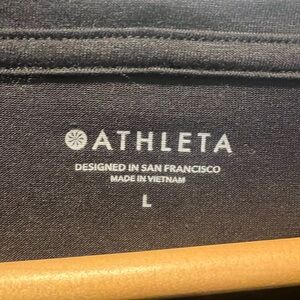 ATHLETA
DESIGNED IN SAN FRANCISCO
MADE IN VIETNAM
L